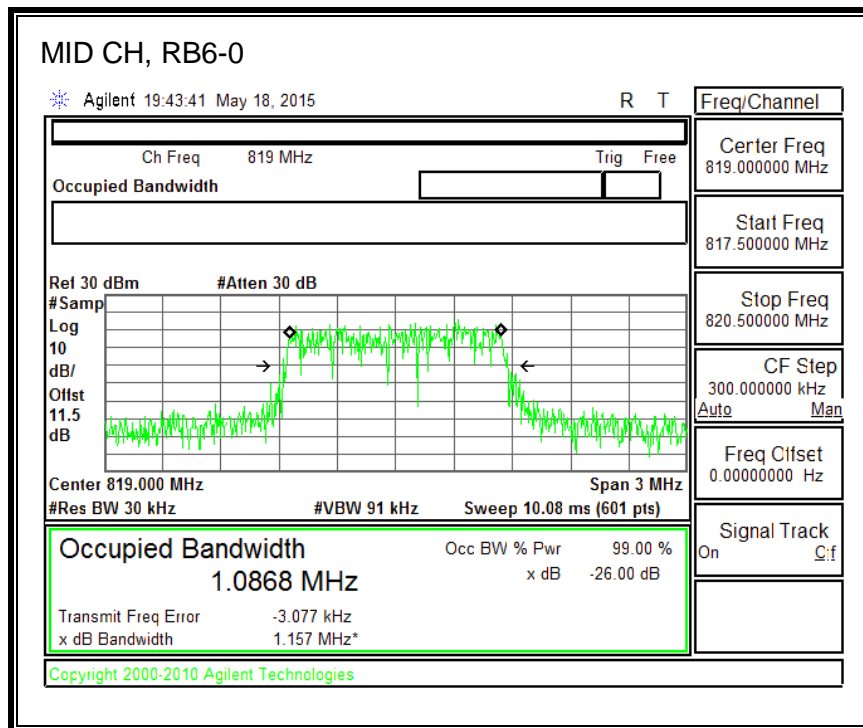 MID CH, RB6-0
Agilent 19:43:41 May 18, 2015 R T
Freq/Channel
Ch Freq 819 MHz Trig Free
Occupied Bandwidth
Center Freq
819.000000 MHz
Start Freq
817.500000 MHz
Stop Freq
820.500000 MHz
CF Step
300.000000 kHz
Auto Man
Freq Offset
0.00000000 Hz
Signal Track
On Off
Ref 30 dBm #Atten 30 dB
#Samp
Log
10
dB/
Offst
11.5
dB
Center 819.000 MHz Span 3 MHz
#Res BW 30 kHz #VBW 91 kHz Sweep 10.08 ms (601 pts)
Occupied Bandwidth
1.0868 MHz
Occ BW % Pwr 99.00 %
x dB -26.00 dB
Transmit Freq Error -3.077 kHz
x dB Bandwidth 1.157 MHz*
Copyright 2000-2010 Agilent Technologies